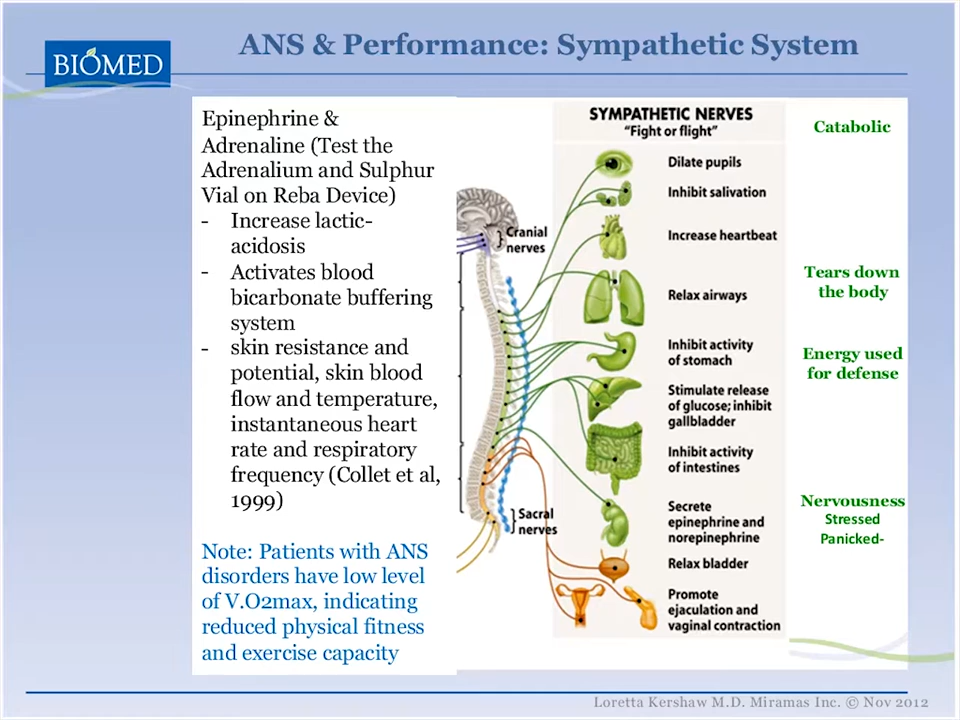 ANS & Performance: Sympathetic System
BIOMED
Epinephrine &
Adrenaline (Test the
Adrenalium and Sulphur
Vial on Reba Device)
- Increase lactic-
acidosis
- Activates blood
bicarbonate buffering
system
- skin resistance and
potential, skin blood
flow and temperature,
instantaneous heart
rate and respiratory
frequency (Collet et al,
1999)
Note: Patients with ANS
disorders have low level
of V.O2max, indicating
reduced physical fitness
and exercise capacity
SYMPATHETIC NERVES
"Fight or flight"
Cranial
nerves
Sacral
nerves
Dilate pupils
Inhibit salivation
Increase heartbeat
Relax airways
Inhibit activity
of stomach
Stimulate release
of glucose; inhibit
gallbladder
Inhibit activity
of intestines
Secrete
epinephrine and
norepinephrine
Relax bladder
Promote
ejaculation and
vaginal contraction
Catabolic
Tears down
the body
Energy used
for defense
Nervousness
Stressed
Panicked-
Loretta Kershaw M.D. Miramas Inc. © Nov 2012